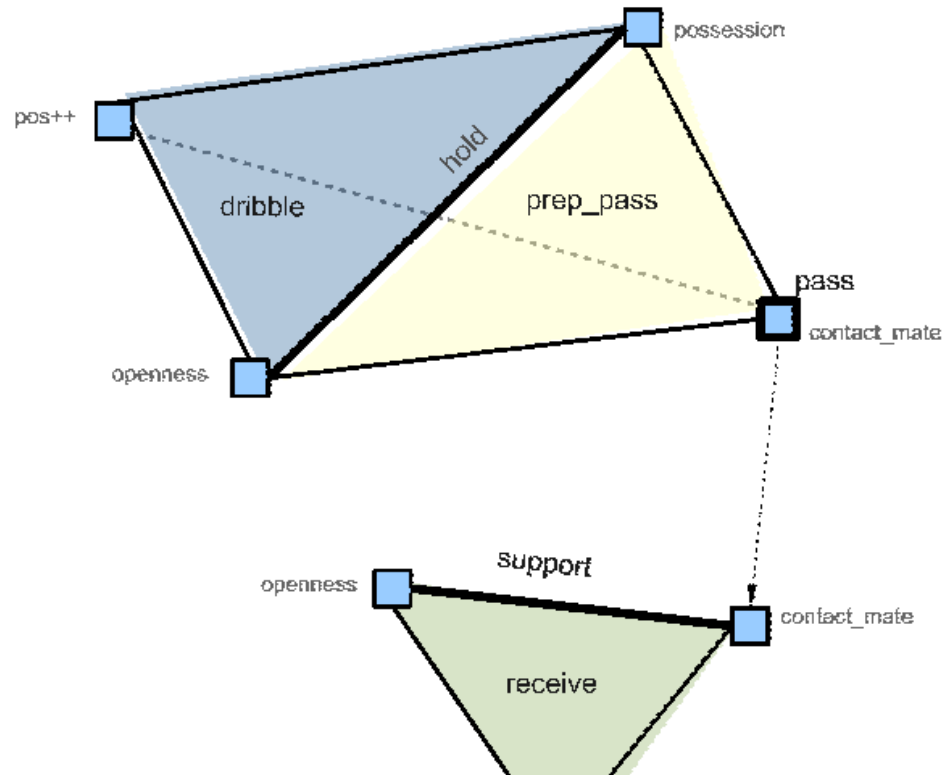 possession
pos++
hold
dribble
prep_pass
pass
contact_mate
openness
support
openness
contact_mate
receive